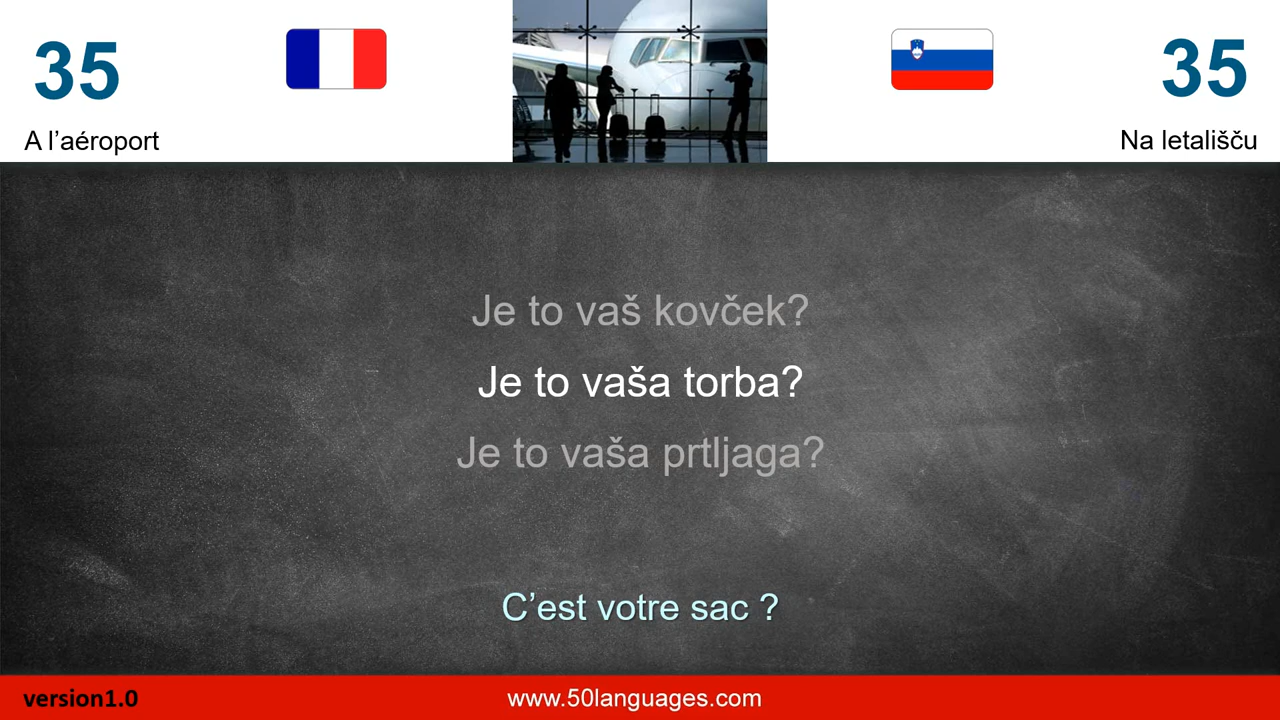 35
35
A l’aéroport
Na letališču
Je to vaš kovček?
Je to vaša torba?
Je to vaša prtljaga?
C’est votre sac ?
version1.0
www.50languages.com